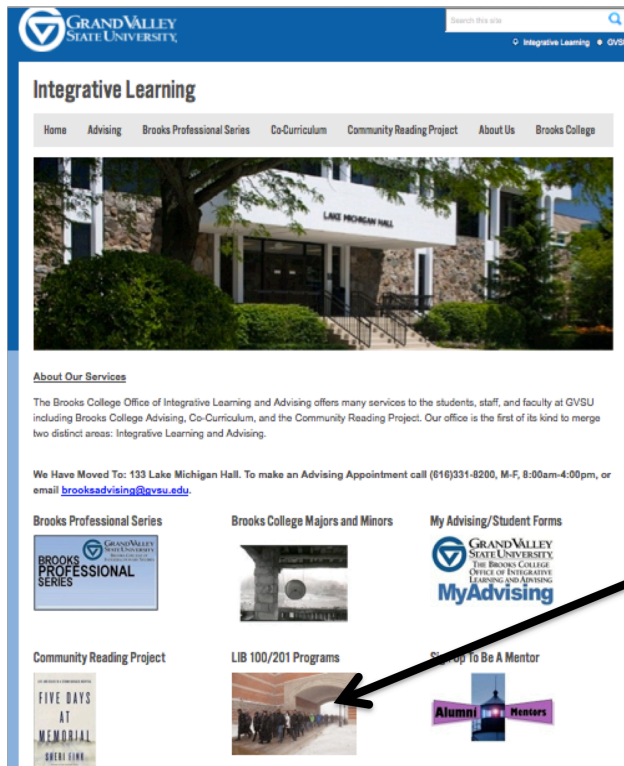 GRAND VALLEY
STATE UNIVERSITY
Search this site
Integrative Learning GVSU
Integrative Learning
Home Advising Brooks Professional Series Co-Curriculum Community Reading Project About Us Brooks College
LAKE MICHIGAN HALL
About Our Services
The Brooks College Office of Integrative Learning and Advising offers many services to the students, staff, and faculty at GVSU
including Brooks College Advising, Co-Curriculum, and the Community Reading Project. Our office is the first of its kind to merge
two distinct areas: Integrative Learning and Advising.
We Have Moved To: 133 Lake Michigan Hall. To make an Advising Appointment call (616)331-8200, M-F, 8:00am-4:00pm, or
email brooksadvising@gvsu.edu.
Brooks Professional Series Brooks College Majors and Minors My Advising/Student Forms
GRAND VALLEY
STATE UNIVERSITY
BROOKS
PROFESSIONAL
SERIES
GRAND VALLEY
STATE UNIVERSITY
THE BROOKS COLLEGE
OFFICE OF INTEGRATIVE
LEARNING AND ADVISING
MyAdvising
Community Reading Project LIB 100/201 Programs Sign Up To Be A Mentor
FIVE DAYS
AT
MEMORIAL
SHERI FINK
Alumni Mentors